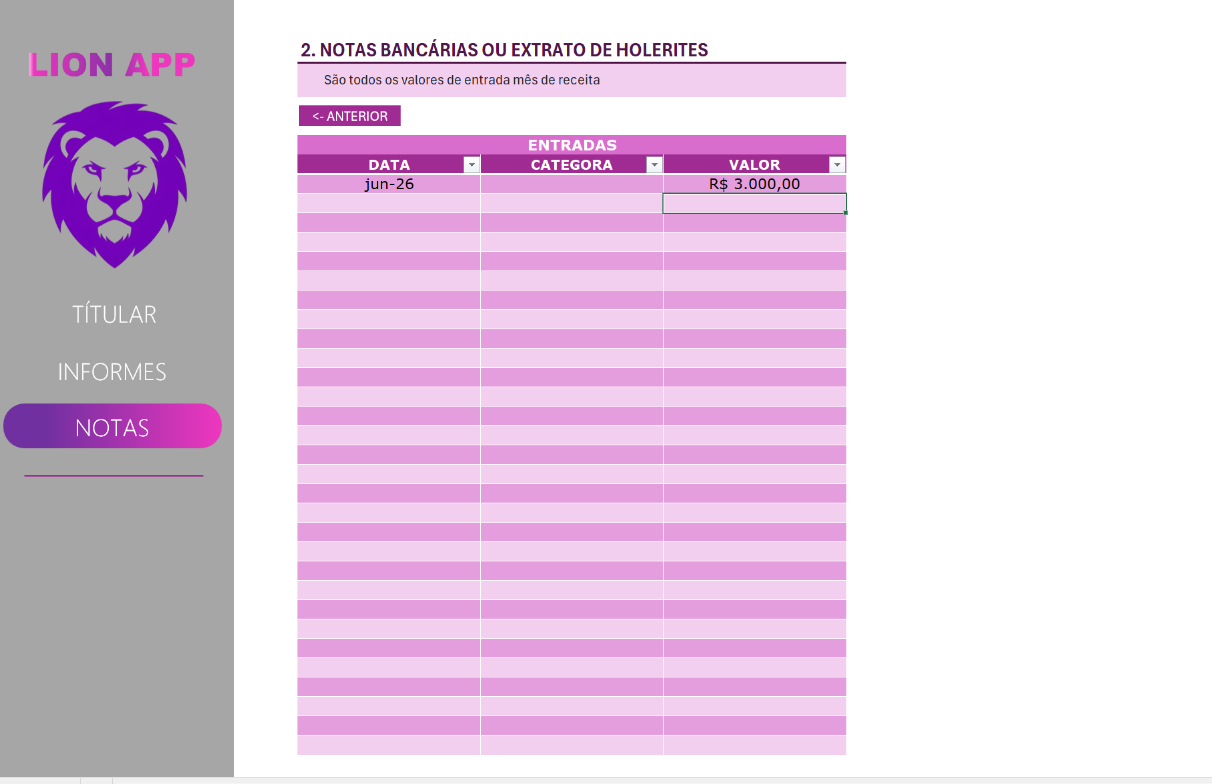 LION APP
TÍTULAR
INFORMES
NOTAS
2. NOTAS BANCÁRIAS OU EXTRATO DE HOLERITES
São todos os valores de entrada mês de receita
<- ANTERIOR
ENTRADAS
DATA CATEGORA VALOR
jun-26 R$ 3.000,00